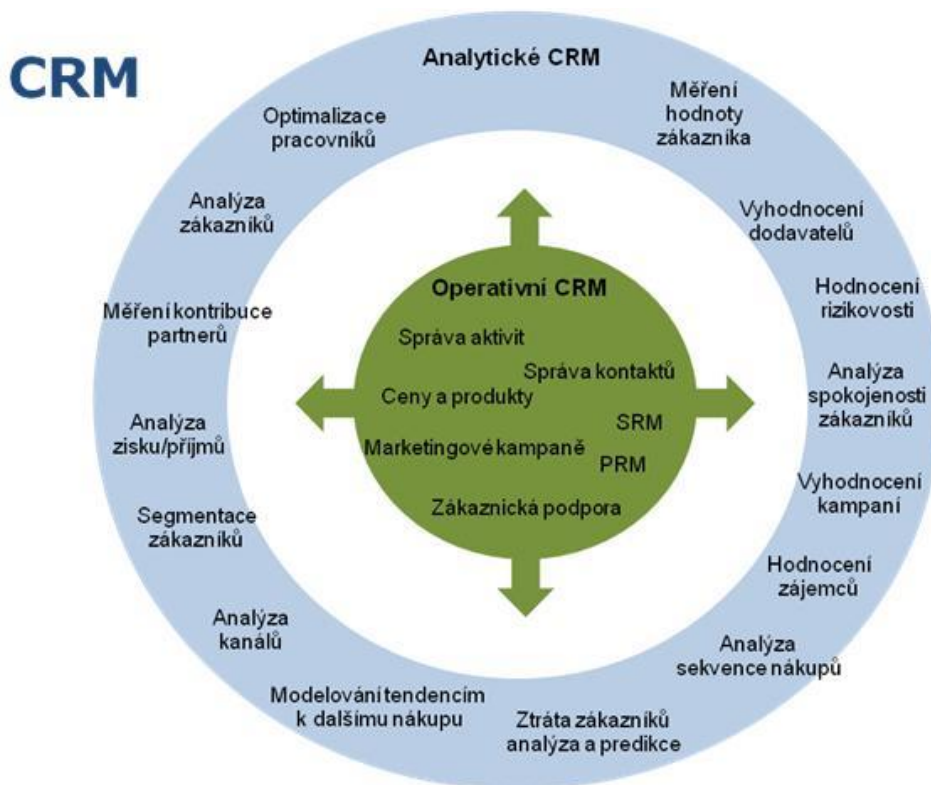 CRM
Analytické CRM
Měření
hodnoty
zákazníka
Vyhodnocení
dodavatelů
Hodnocení
rizikovosti
Analýza
spokojenosti
zákazníků
Vyhodnocení
kampaní
Hodnocení
zájemců
Analýza
sekvence nákupů
Ztráta zákazníků
analýza a predikce
Modelování tendencím
k dalšímu nákupu
Analýza
kanálů
Segmentace
zákazníků
Analýza
zisku/příjmů
Měření kontribuce
partnerů
Analýza
zákazníků
Optimalizace
pracovníků
Operativní CRM
Správa aktivit
Správa kontaktů
Ceny a produkty
SRM
Marketingové kampaně
PRM
Zákaznická podpora